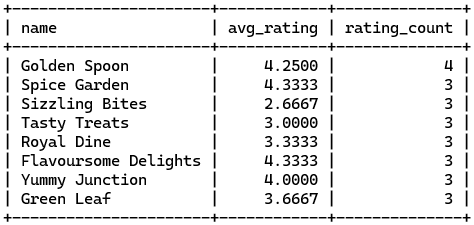 +---------------------+------------+--------------+
| name                | avg_rating | rating_count |
+---------------------+------------+--------------+
| Golden Spoon        |     4.2500 |            4 |
| Spice Garden        |     4.3333 |            3 |
| Sizzling Bites      |     2.6667 |            3 |
| Tasty Treats        |     3.0000 |            3 |
| Royal Dine          |     3.3333 |            3 |
| Flavoursome Delights |     4.3333 |            3 |
| Yummy Junction      |     4.0000 |            3 |
| Green Leaf          |     3.6667 |            3 |
+---------------------+------------+--------------+